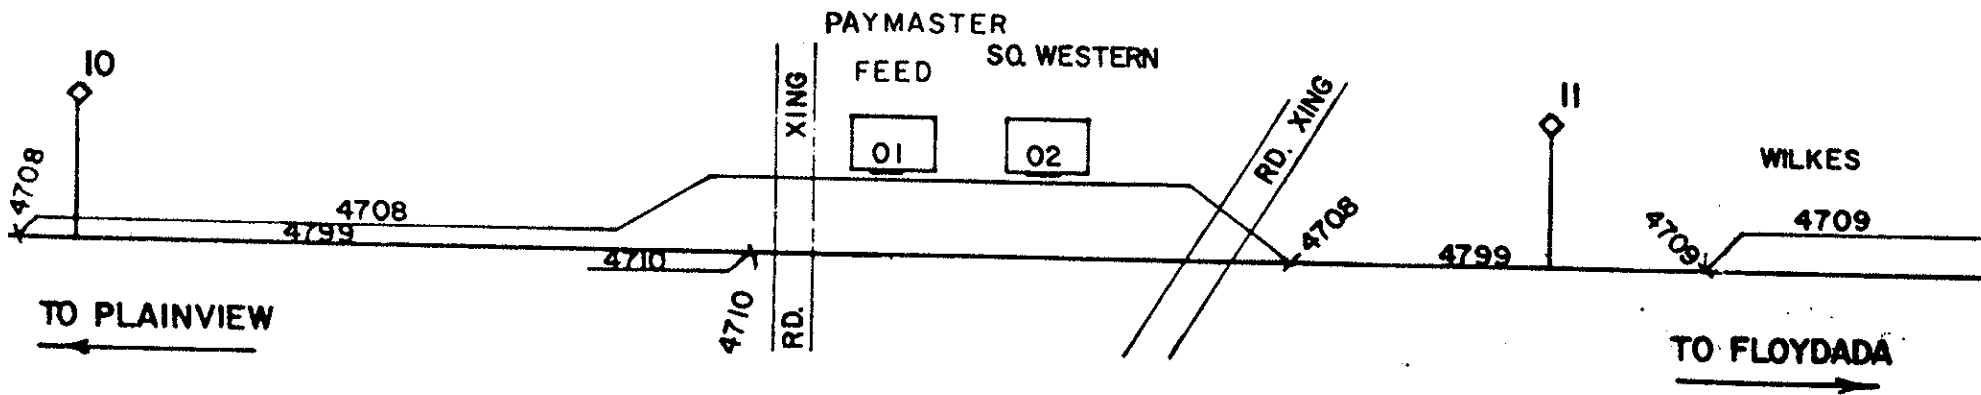 PAYMASTER
10
FEED
SO. WESTERN
XING
RD. XING
11
01
02
WILKES
4708
4708
4799
4710
4708
4799
4709
4709
TO PLAINVIEW
4710
RD.
TO FLOYDADA